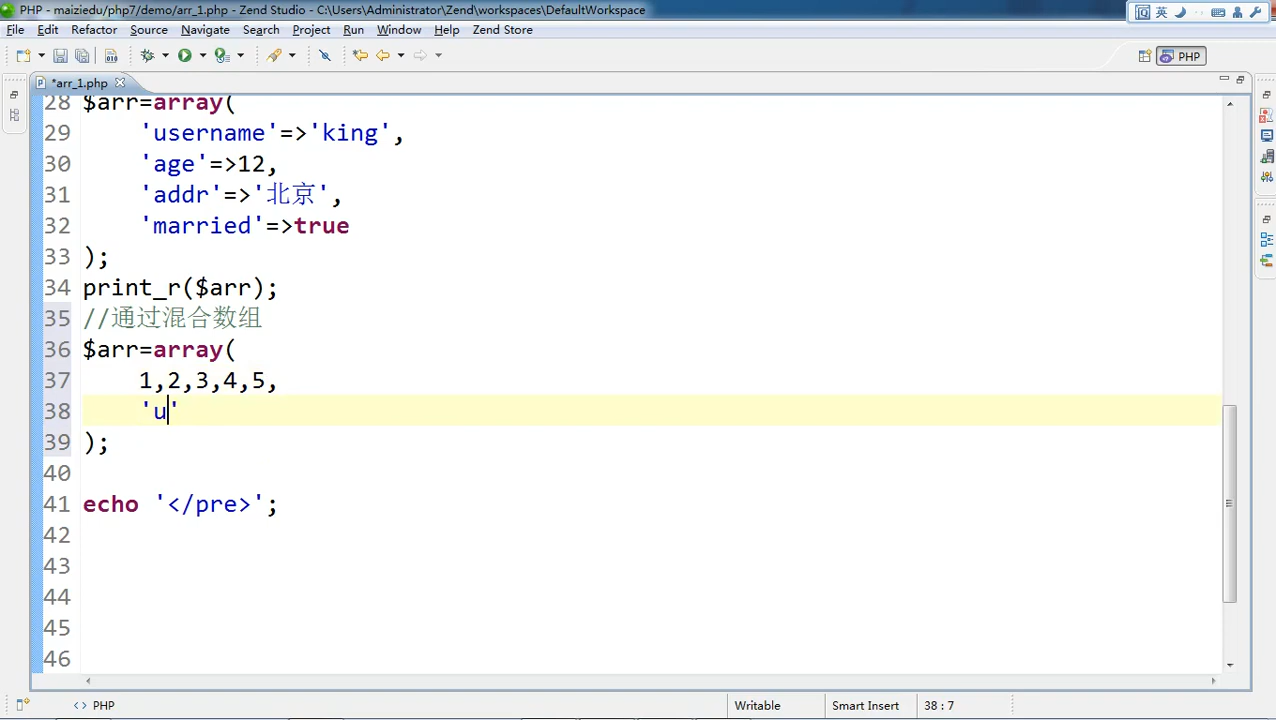 PHP - maiziedu/php7/demo/arr_1.php - Zend Studio - C:\Users\Administrator\Zend\workspaces\DefaultWorkspace
英
File Edit Refactor Source Navigate Search Project Run Window Help Zend Store
PHP
*arr_1.php
28 $arr=array(
29 'username'=>'king',
30 'age'=>12,
31 'addr'=>'北京',
32 'married'=>true
33 );
34 print_r($arr);
35 //通过混合数组
36 $arr=array(
37 1,2,3,4,5,
38 'u'
39 );
40
41 echo '</pre>';
42
43
44
45
46
<> PHP Writable Smart Insert 38 : 7